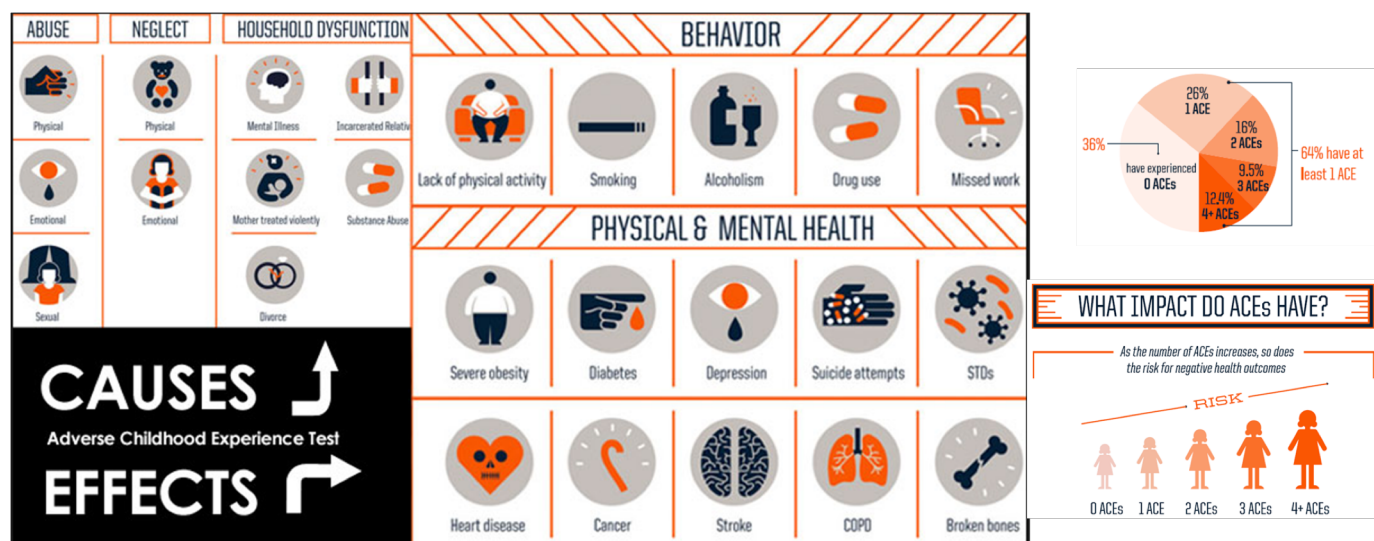 ABUSE
NEGLECT
HOUSEHOLD DYSFUNCTION
Physical
Physical
Mental Illness
Incarcerated Relativ
Emotional
Emotional
Mother treated violently
Substance Abuse
Sexual
Divorce
CAUSES
Adverse Childhood Experience Test
EFFECTS
BEHAVIOR
Lack of physical activity
Smoking
Alcoholism
Drug use
Missed work
PHYSICAL & MENTAL HEALTH
Severe obesity
Diabetes
Depression
Suicide attempts
STDs
Heart disease
Cancer
Stroke
COPD
Broken bones
26%
1 ACE
16%
2 ACEs
9.5%
3 ACEs
12.4%
4+ ACEs
36%
have experienced
0 ACEs
64% have at
least 1 ACE
WHAT IMPACT DO ACEs HAVE?
As the number of ACEs increases, so does
the risk for negative health outcomes
RISK
0 ACEs
1 ACE
2 ACEs
3 ACEs
4+ ACEs